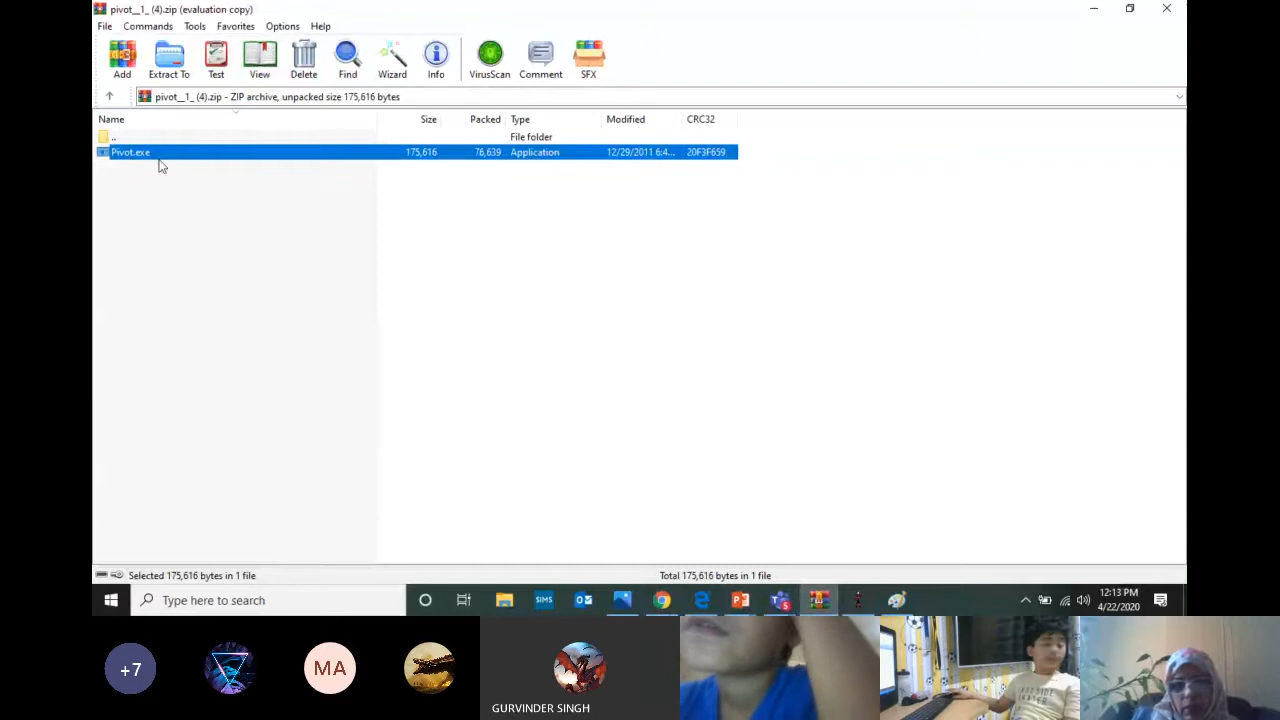 pivot__1_ (4).zip (evaluation copy)
File Commands Tools Favorites Options Help
Add Extract To Test View Delete Find Wizard Info VirusScan Comment SFX
pivot__1_ (4).zip - ZIP archive, unpacked size 175,616 bytes
Name Size Packed Type Modified CRC32
.. File folder
Pivot.exe 175,616 76,639 Application 12/29/2011 6:4... 20F3F659
Selected 175,616 bytes in 1 file Total 175,616 bytes in 1 file
Type here to search SIMS 12:13 PM
4/22/2020
+7 MA
GURVINDER SINGH